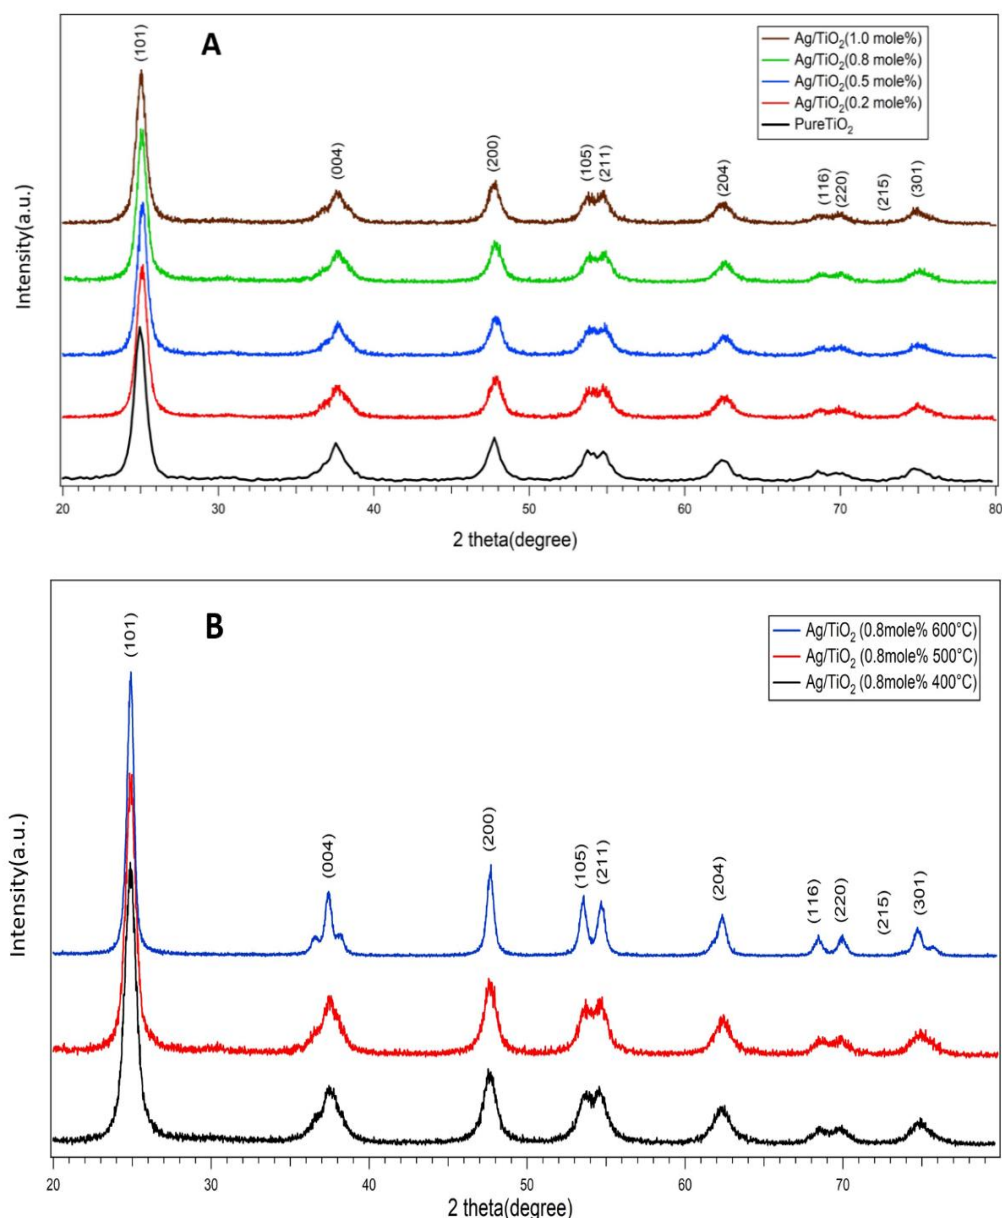 A
Ag/TiO₂(1.0 mole%)
Ag/TiO₂(0.8 mole%)
Ag/TiO₂(0.5 mole%)
Ag/TiO₂(0.2 mole%)
PureTiO₂
(101)
(004)
(200)
(105)
(211)
(204)
(116)
(220)
(215)
(301)
Intensity(a.u.)
20 30 40 50 60 70 80
2 theta(degree)
B
Ag/TiO₂ (0.8mole% 600°C)
Ag/TiO₂ (0.8mole% 500°C)
Ag/TiO₂ (0.8mole% 400°C)
(101)
(004)
(200)
(105)
(211)
(204)
(116)
(220)
(215)
(301)
Intensity(a.u.)
20 30 40 50 60 70
2 theta(degree)